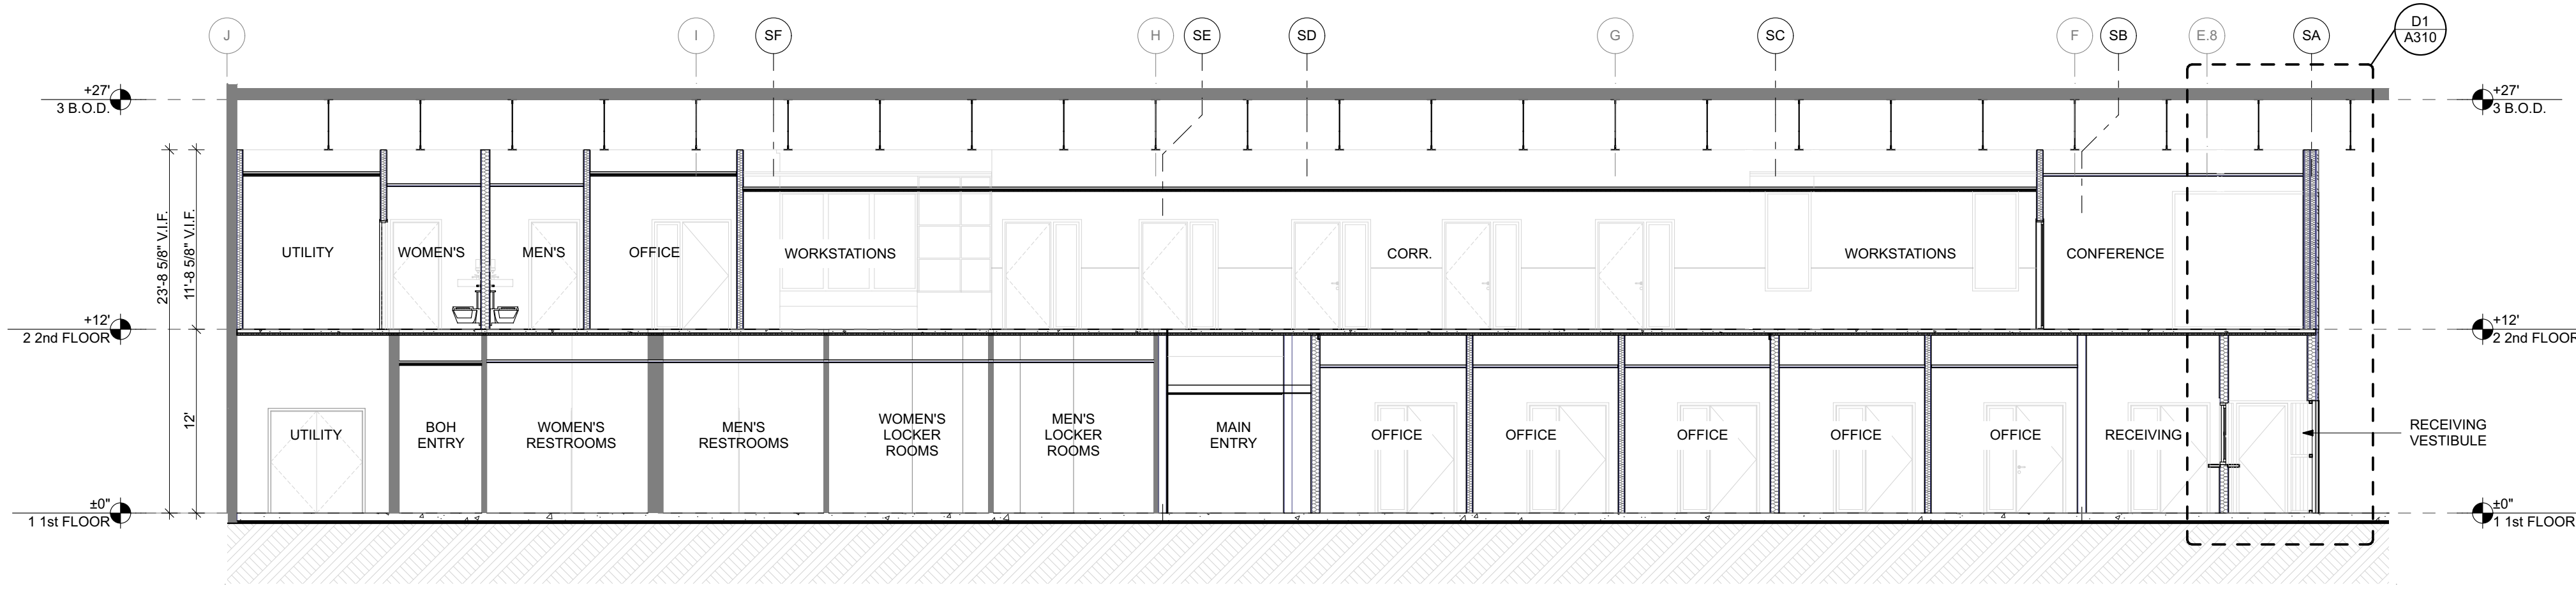 J
I
SF
H
SE
SD
G
SC
F
SB
E.8
SA
D1
A310
+27'
3 B.O.D.
+27'
3 B.O.D.
23'-8 5/8" V.I.F.
11'-8 5/8" V.I.F.
12'
UTILITY
WOMEN'S
MEN'S
OFFICE
WORKSTATIONS
CORR.
WORKSTATIONS
CONFERENCE
+12'
2 2nd FLOOR
+12'
2 2nd FLOOR
UTILITY
BOH
ENTRY
WOMEN'S
RESTROOMS
MEN'S
RESTROOMS
WOMEN'S
LOCKER
ROOMS
MEN'S
LOCKER
ROOMS
MAIN
ENTRY
OFFICE
OFFICE
OFFICE
OFFICE
OFFICE
RECEIVING
RECEIVING
VESTIBULE
±0"
1 1st FLOOR
±0"
1 1st FLOOR